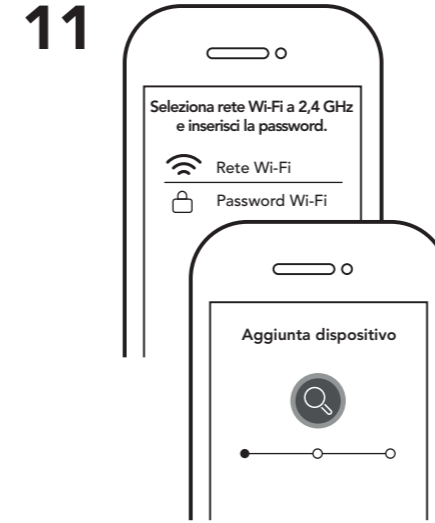 11
Seleziona rete Wi-Fi a 2,4 GHz
e inserisci la password.
Rete Wi-Fi
Password Wi-Fi
Aggiunta dispositivo